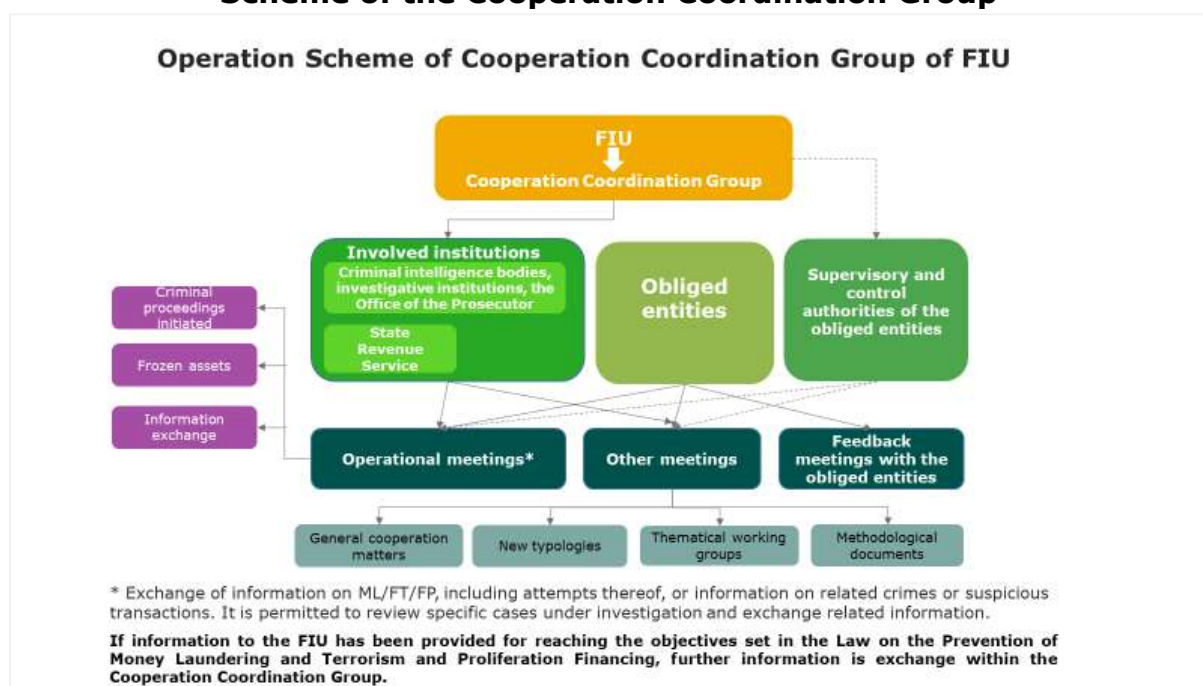 Scheme of the Cooperation Coordination Group
Operation Scheme of Cooperation Coordination Group of FIU
FIU
Cooperation Coordination Group
Involved institutions
Criminal intelligence bodies,
investigative institutions, the
Office of the Prosecutor
State
Revenue
Service
Obliged
entities
Supervisory and
control
authorities of the
obliged entities
Criminal
proceedings
initiated
Frozen assets
Information
exchange
Operational meetings*
Other meetings
Feedback
meetings with the
obliged entities
General cooperation
matters
New typologies
Thematical working
groups
Methodological
documents
* Exchange of information on ML/FT/FP, including attempts thereof, or information on related crimes or suspicious
transactions. It is permitted to review specific cases under investigation and exchange related information.
If information to the FIU has been provided for reaching the objectives set in the Law on the Prevention of
Money Laundering and Terrorism and Proliferation Financing, further information is exchange within the
Cooperation Coordination Group.